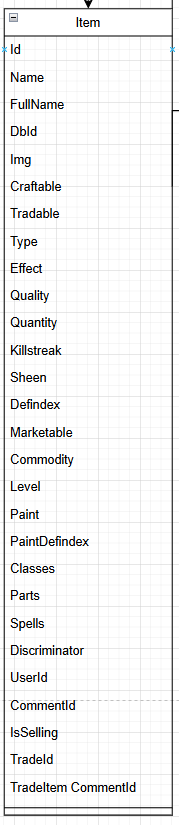 Item
Id
Name
FullName
DbId
Img
Craftable
Tradable
Type
Effect
Quality
Quantity
Killstreak
Sheen
Defindex
Marketable
Commodity
Level
Paint
PaintDefindex
Classes
Parts
Spells
Discriminator
UserId
CommentId
IsSelling
TradeId
TradeItem CommentId